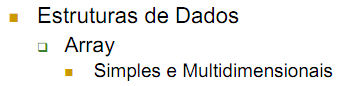 Estruturas de Dados
Array
Simples e Multidimensionais